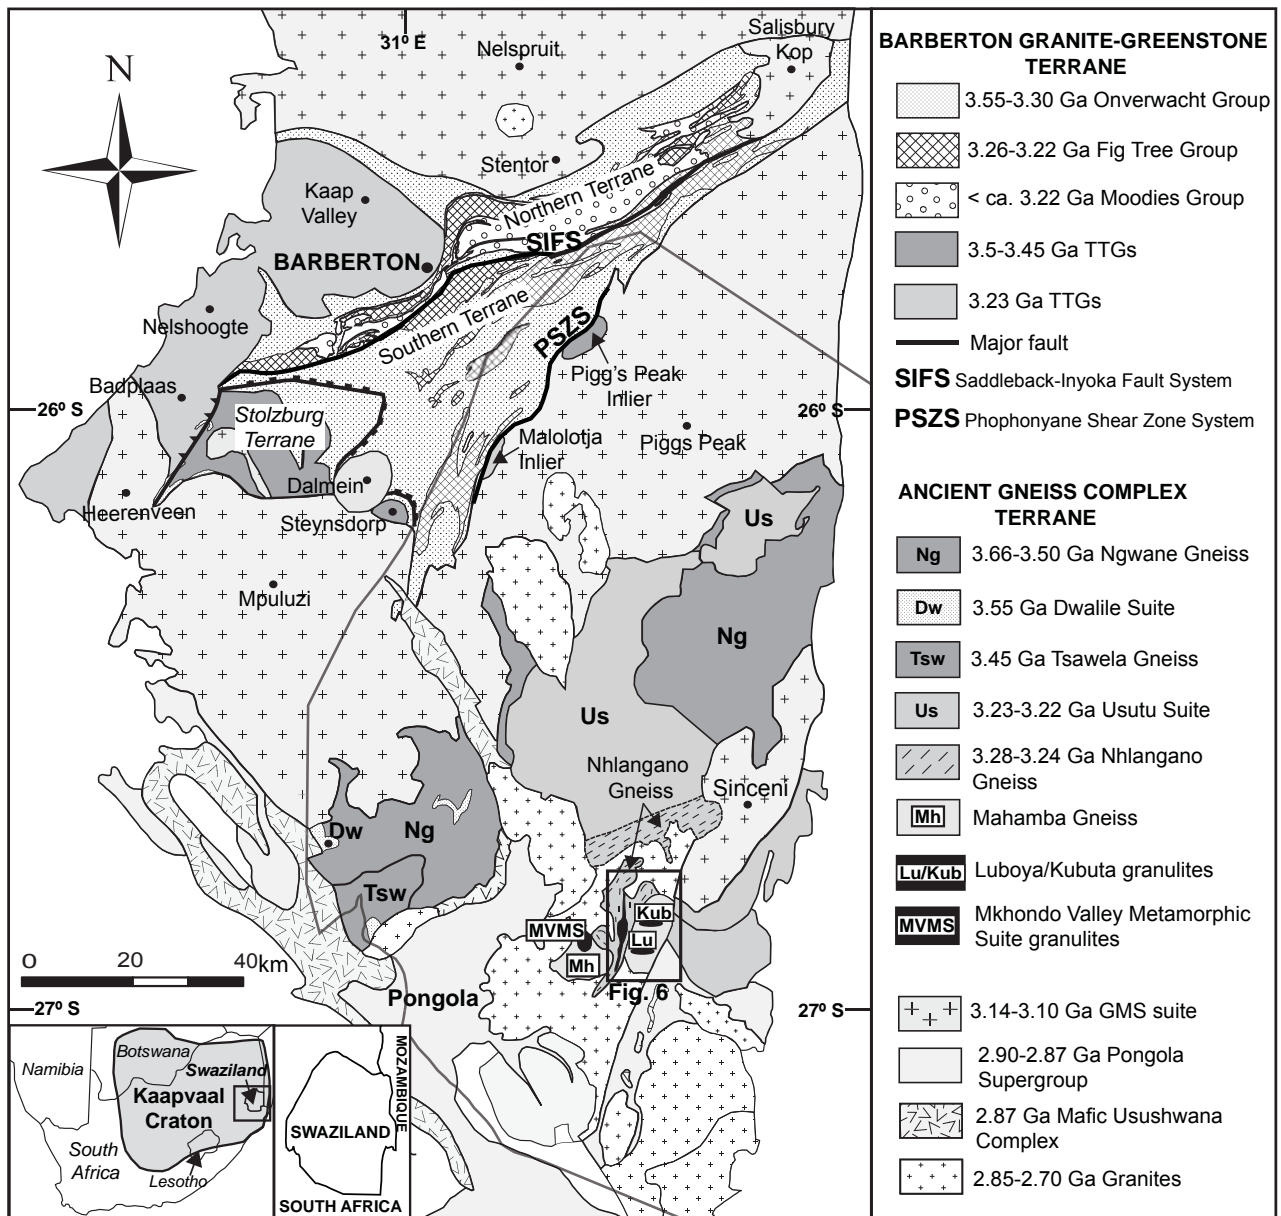 31º E
Nelspruit
Salisbury
Kop
N
Stentor
Kaap
Valley
Northern Terrane
SIFS
BARBERTON
Southern Terrane
PSZS
Nelshoogte
Pigg's Peak
Inlier
Badplaas
26º S
26º S
Stolzburg
Terrane
Malolotja
Inlier
Piggs Peak
Dalmein
Heerenveen
Steynsdorp
Us
Mpuluzi
Ng
Us
Nhlangano
Gneiss
Sinceni
Dw
Ng
Tsw
MVMS
Kub
Lu
Mh
Fig. 6
O 20 40km
Pongola
27º S
27º S
Namibia
Botswana
Swaziland
Kaapvaal
Craton
South
Africa
Lesotho
MOZAMBIQUE
SWAZILAND
SOUTH AFRICA
BARBERTON GRANITE-GREENSTONE
TERRANE
3.55-3.30 Ga Onverwacht Group
3.26-3.22 Ga Fig Tree Group
< ca. 3.22 Ga Moodies Group
3.5-3.45 Ga TTGs
3.23 Ga TTGs
Major fault
SIFS Saddleback-Inyoka Fault System
PSZS Phophonyane Shear Zone System
ANCIENT GNEISS COMPLEX
TERRANE
Ng 3.66-3.50 Ga Ngwane Gneiss
Dw 3.55 Ga Dwalile Suite
Tsw 3.45 Ga Tsawela Gneiss
Us 3.23-3.22 Ga Usutu Suite
3.28-3.24 Ga Nhlangano
Gneiss
Mh Mahamba Gneiss
Lu/Kub Luboya/Kubuta granulites
MVMS Mkhondo Valley Metamorphic
Suite granulites
3.14-3.10 Ga GMS suite
2.90-2.87 Ga Pongola
Supergroup
2.87 Ga Mafic Usushwana
Complex
2.85-2.70 Ga Granites